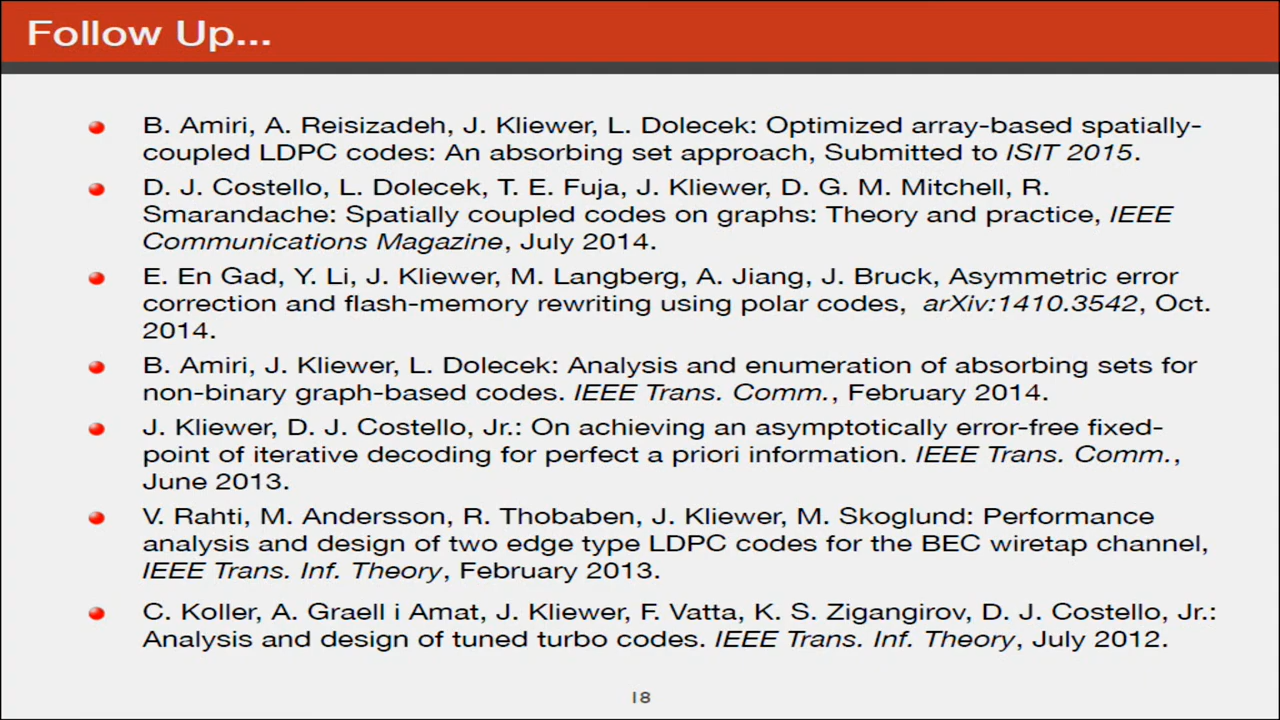 Follow Up...
B. Amiri, A. Reisizadeh, J. Kliewer, L. Dolecek: Optimized array-based spatially-
coupled LDPC codes: An absorbing set approach, Submitted to ISIT 2015.
D. J. Costello, L. Dolecek, T. E. Fuja, J. Kliewer, D. G. M. Mitchell, R.
Smarandache: Spatially coupled codes on graphs: Theory and practice, IEEE
Communications Magazine, July 2014.
E. En Gad, Y. Li, J. Kliewer, M. Langberg, A. Jiang, J. Bruck, Asymmetric error
correction and flash-memory rewriting using polar codes, arXiv:1410.3542, Oct.
2014.
B. Amiri, J. Kliewer, L. Dolecek: Analysis and enumeration of absorbing sets for
non-binary graph-based codes. IEEE Trans. Comm., February 2014.
J. Kliewer, D. J. Costello, Jr.: On achieving an asymptotically error-free fixed-
point of iterative decoding for perfect a priori information. IEEE Trans. Comm.,
June 2013.
V. Rahti, M. Andersson, R. Thobaben, J. Kliewer, M. Skoglund: Performance
analysis and design of two edge type LDPC codes for the BEC wiretap channel,
IEEE Trans. Inf. Theory, February 2013.
C. Koller, A. Graell i Amat, J. Kliewer, F. Vatta, K. S. Zigangirov, D. J. Costello, Jr.:
Analysis and design of tuned turbo codes. IEEE Trans. Inf. Theory, July 2012.
18